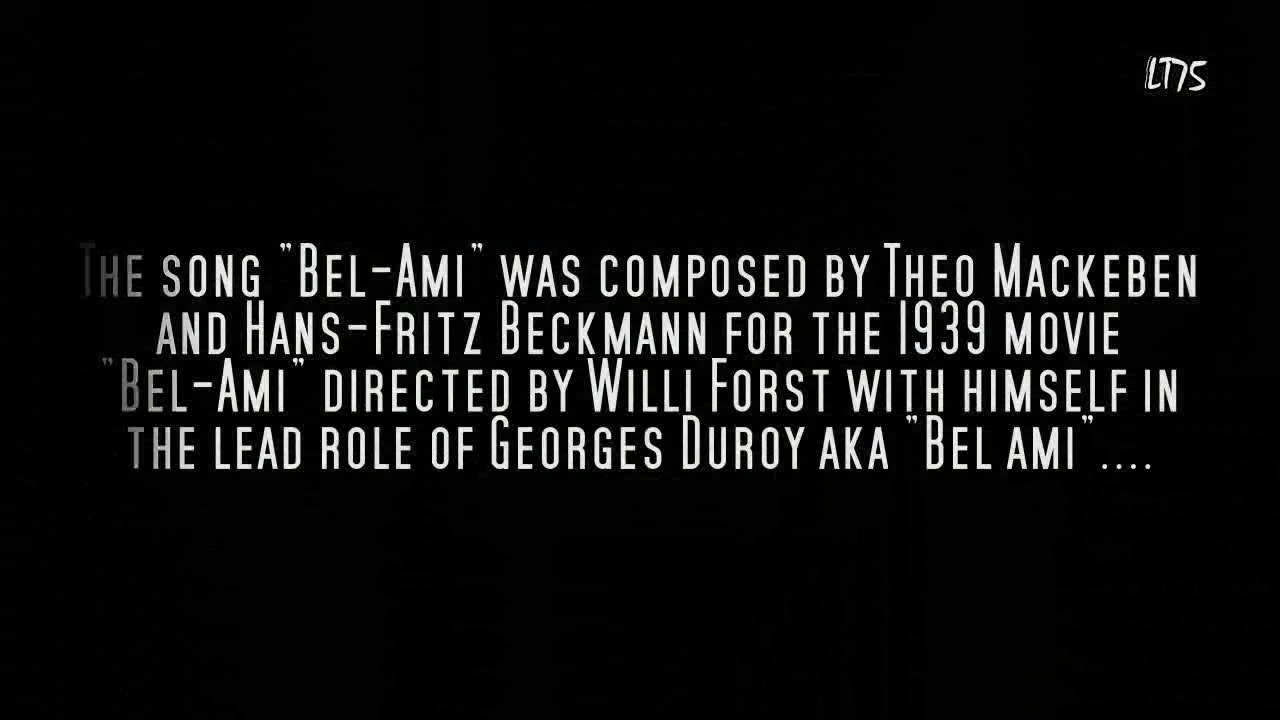 LT75
The song "Bel-Ami" was composed by Theo Mackeben
and Hans-Fritz Beckmann for the 1939 movie
"Bel-Ami" directed by Willi Forst with himself in
the lead role of Georges Duroy aka "Bel ami"....